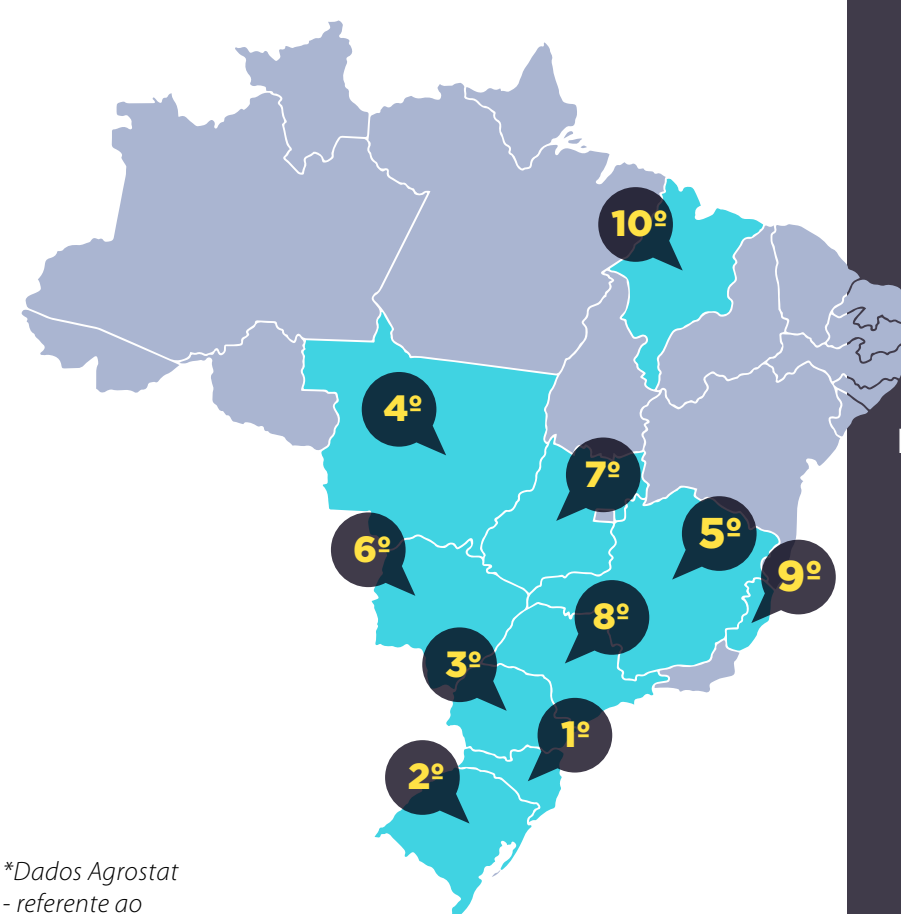 10º
4º
7º
5º
6º
9º
8º
3º
1º
2º
*Dados Agrostat
- referente ao